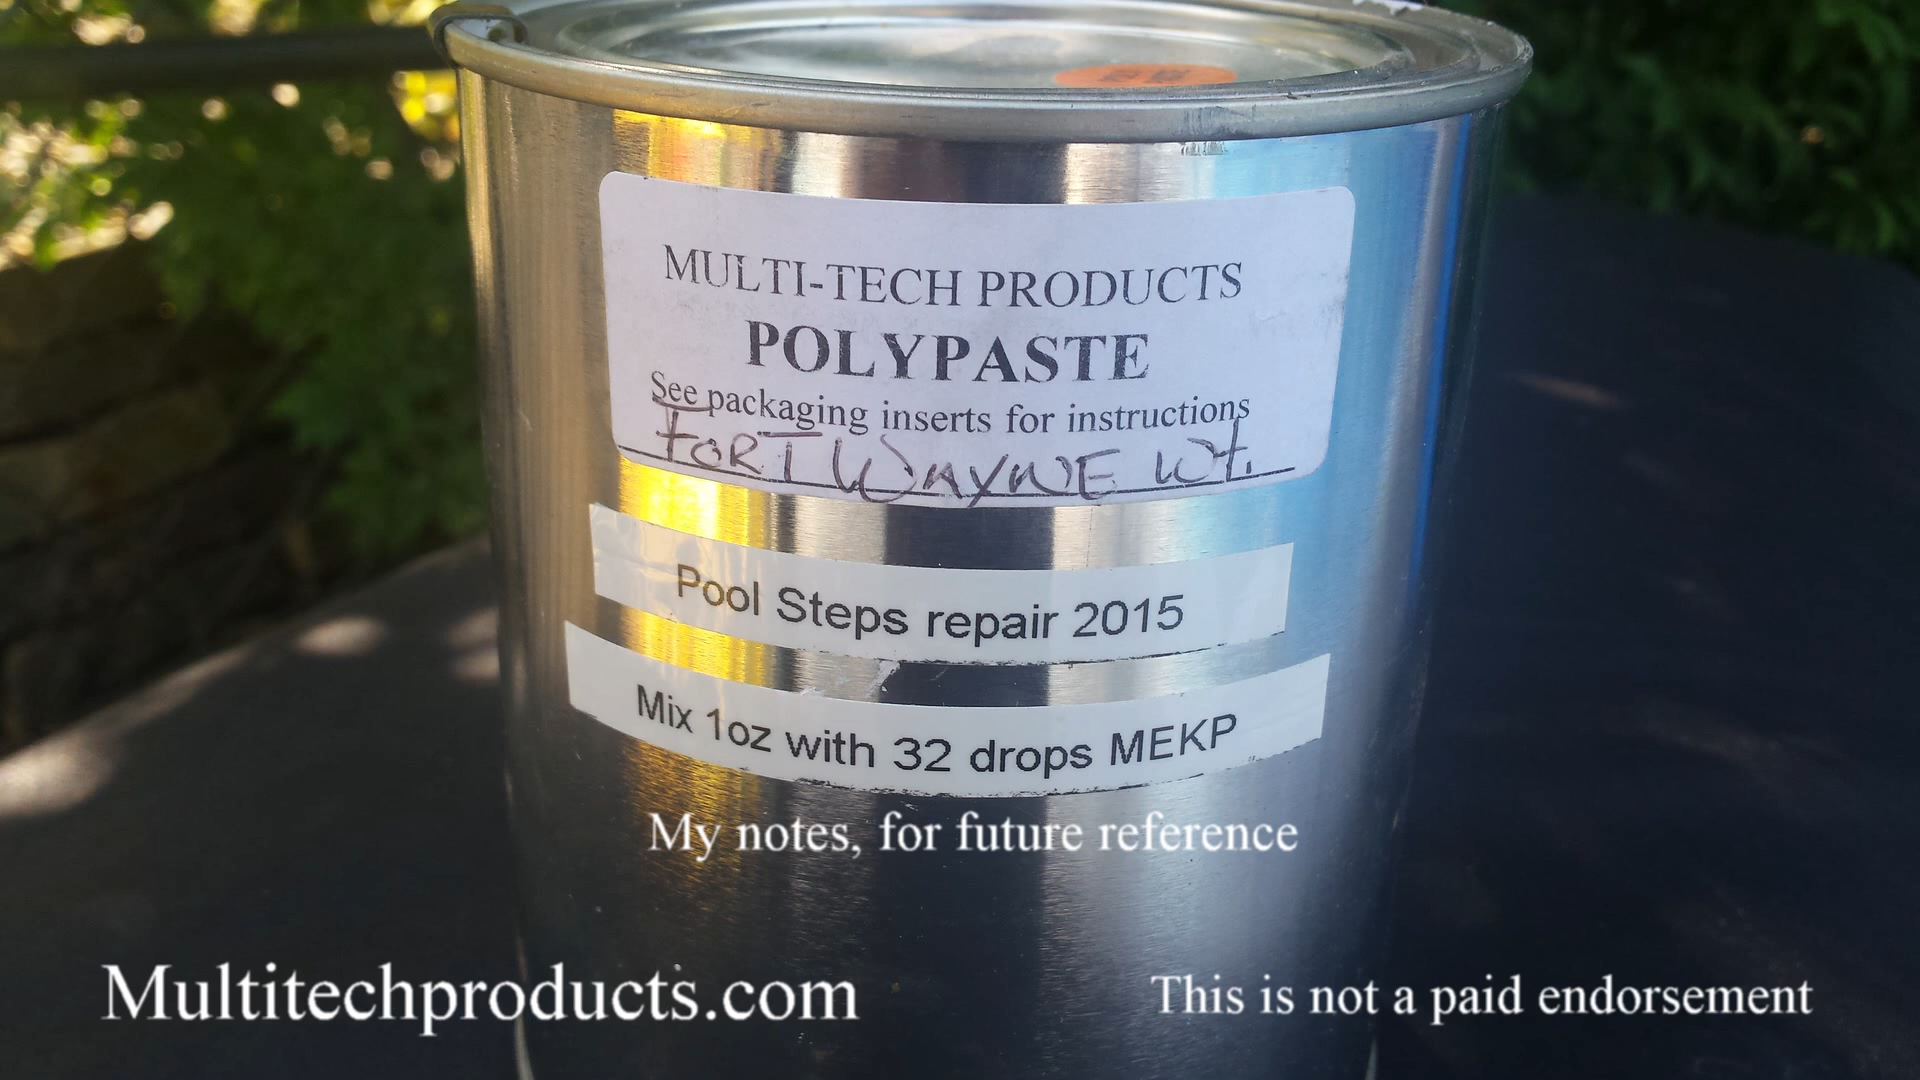 MULTI-TECH PRODUCTS
POLYPASTE
See packaging inserts for instructions
FORT WAYNE Wt.
Pool Steps repair 2015
Mix 1oz with 32 drops MEKP
My notes, for future reference
Multitechproducts.com
This is not a paid endorsement